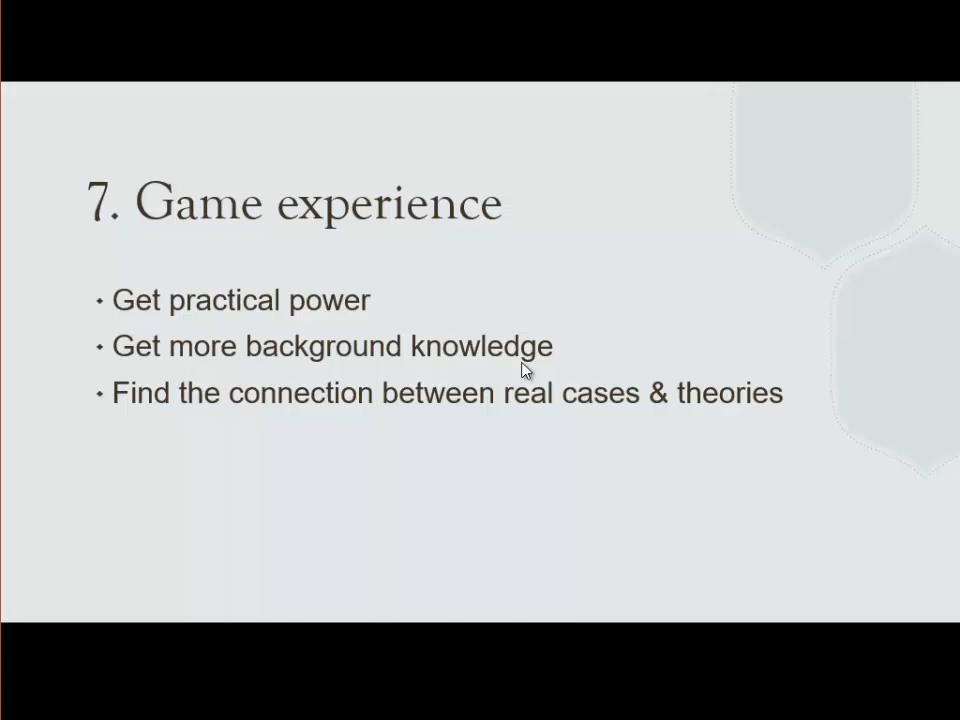 7. Game experience
• Get practical power
• Get more background knowledge
• Find the connection between real cases & theories